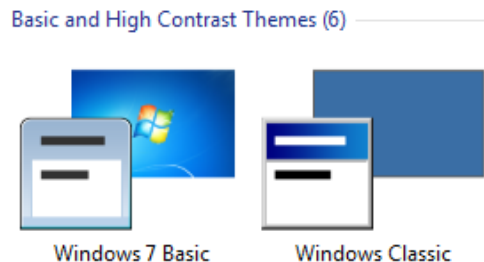 Basic and High Contrast Themes (6)
Windows 7 Basic
Windows Classic